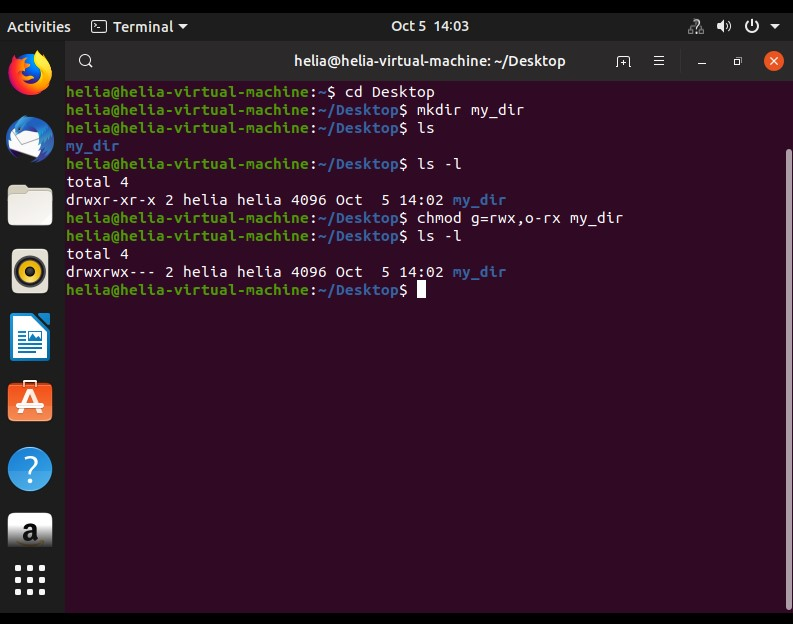 Activities Terminal Oct 5 14:03
helia@helia-virtual-machine: ~/Desktop
helia@helia-virtual-machine:~$ cd Desktop
helia@helia-virtual-machine:~/Desktop$ mkdir my_dir
helia@helia-virtual-machine:~/Desktop$ ls
my_dir
helia@helia-virtual-machine:~/Desktop$ ls -l
total 4
drwxr-xr-x 2 helia helia 4096 Oct  5 14:02 my_dir
helia@helia-virtual-machine:~/Desktop$ chmod g=rwx,o-rx my_dir
helia@helia-virtual-machine:~/Desktop$ ls -l
total 4
drwxrwx--- 2 helia helia 4096 Oct  5 14:02 my_dir
helia@helia-virtual-machine:~/Desktop$
?
a